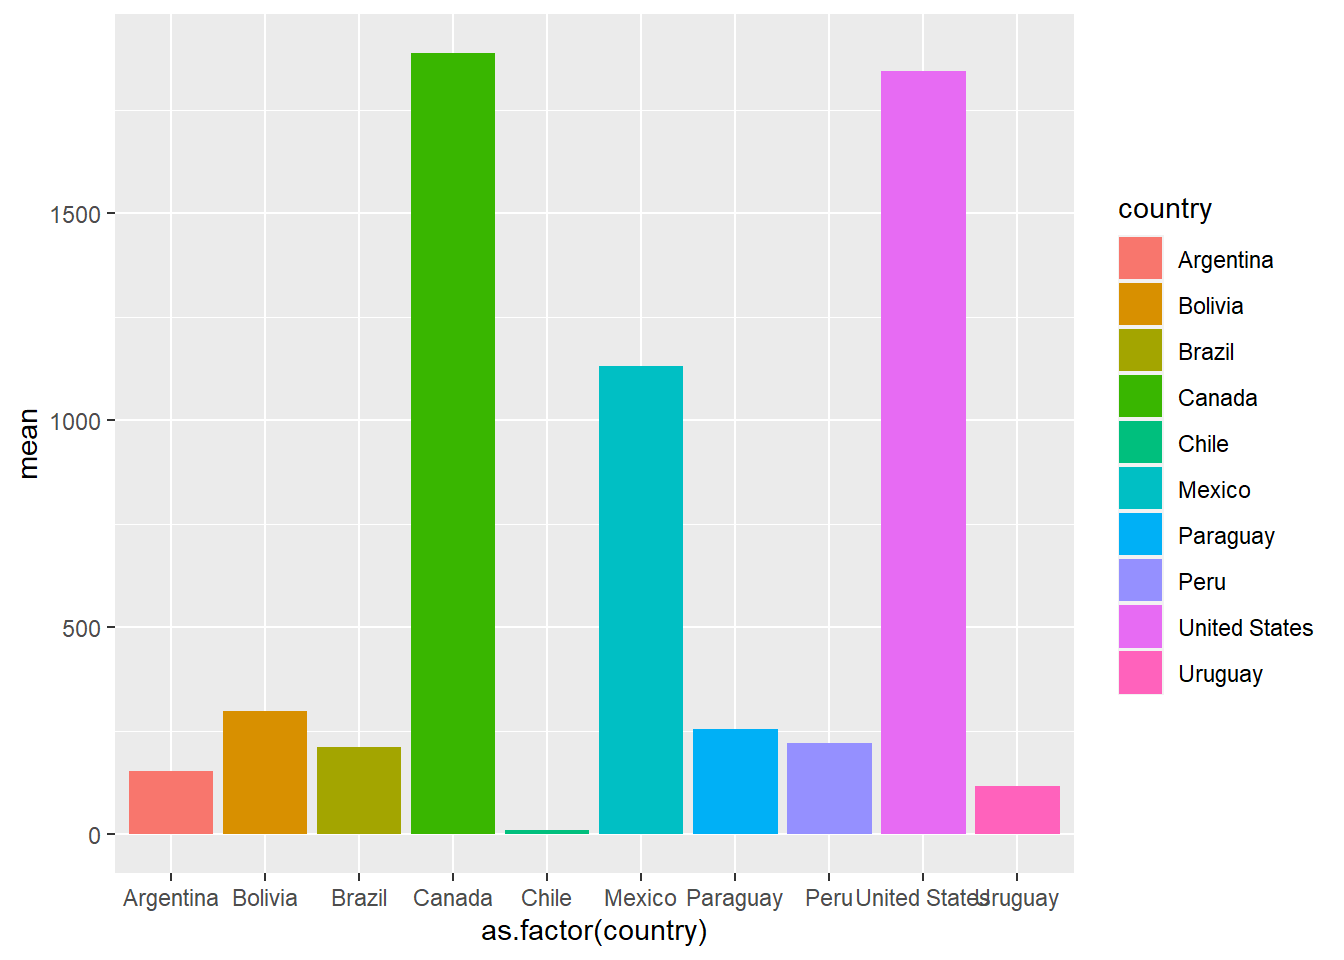 mean
1500
1000
500
0
Argentina Bolivia Brazil Canada Chile Mexico Paraguay Peru United States Uruguay
as.factor(country)
country
Argentina
Bolivia
Brazil
Canada
Chile
Mexico
Paraguay
Peru
United States
Uruguay